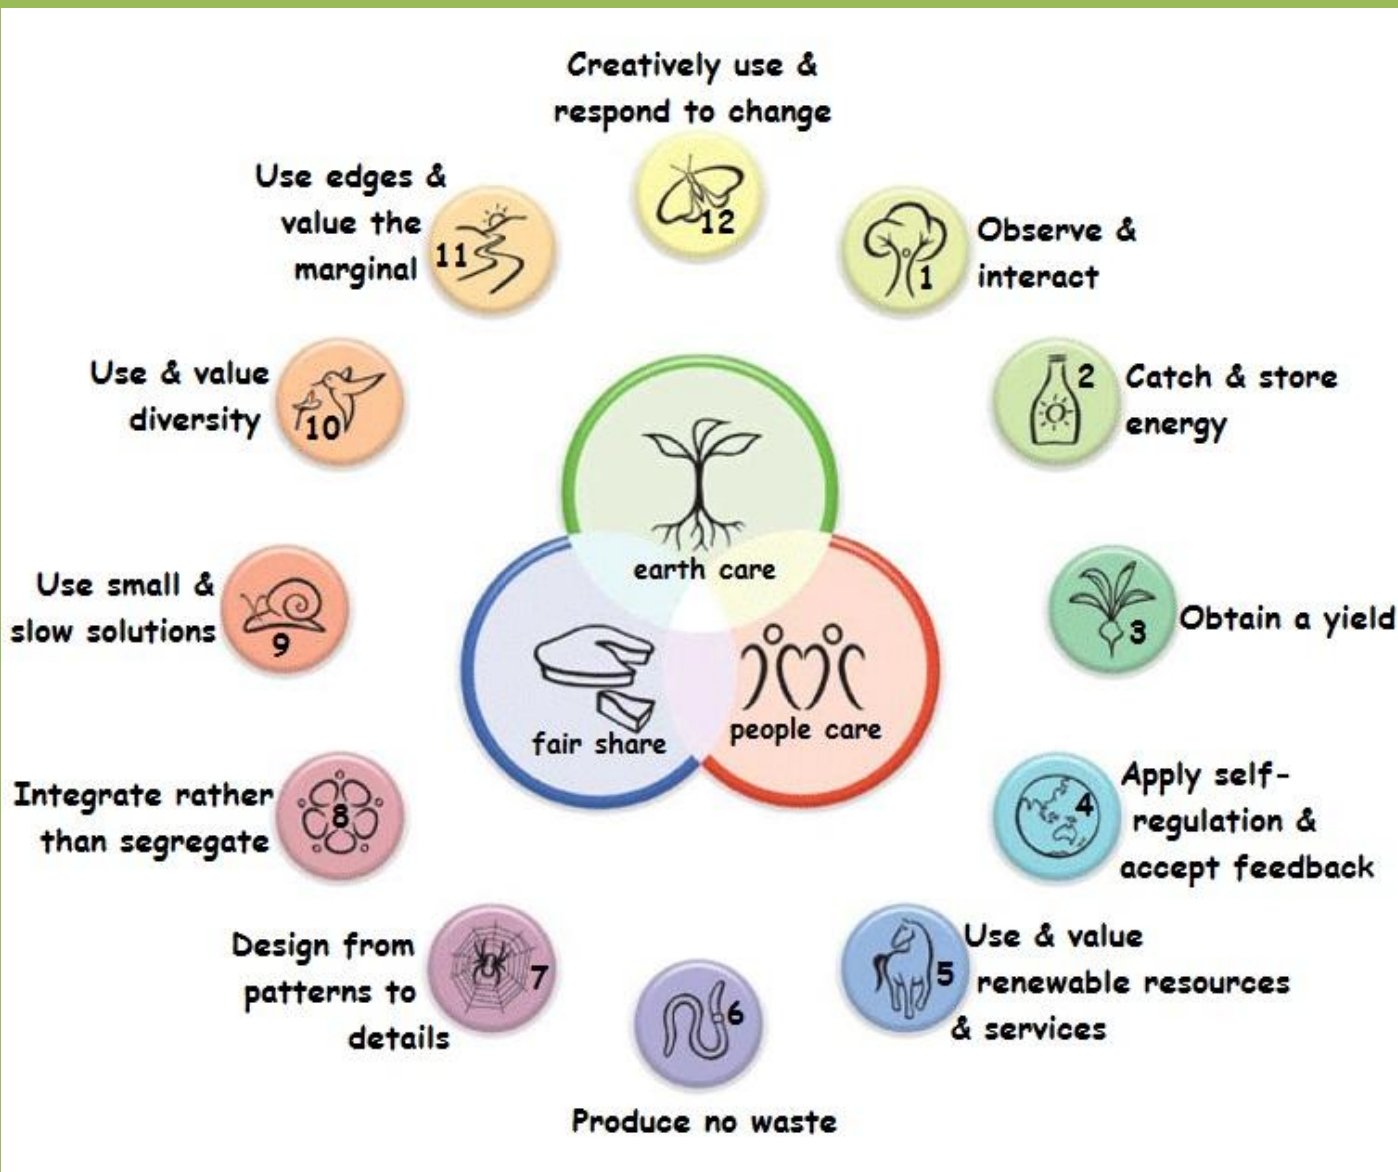 Creatively use &
respond to change
12
Observe &
interact
1
2
Catch & store
energy
3
Obtain a yield
4
Apply self-
regulation &
accept feedback
5
Use & value
renewable resources
& services
6
Produce no waste
7
Design from
patterns to
details
8
Integrate rather
than segregate
9
Use small &
slow solutions
10
Use & value
diversity
11
Use edges &
value the
marginal
earth care
fair share
people care